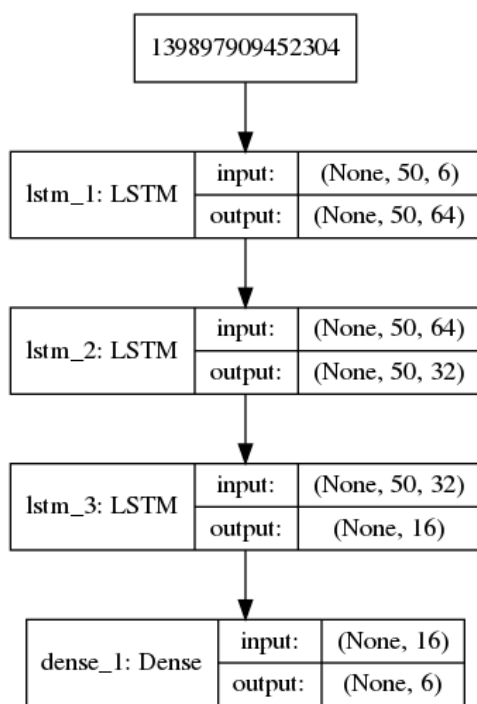 139897909452304
lstm_1: LSTM
input: (None, 50, 6)
output: (None, 50, 64)
lstm_2: LSTM
input: (None, 50, 64)
output: (None, 50, 32)
lstm_3: LSTM
input: (None, 50, 32)
output: (None, 16)
dense_1: Dense
input: (None, 16)
output: (None, 6)